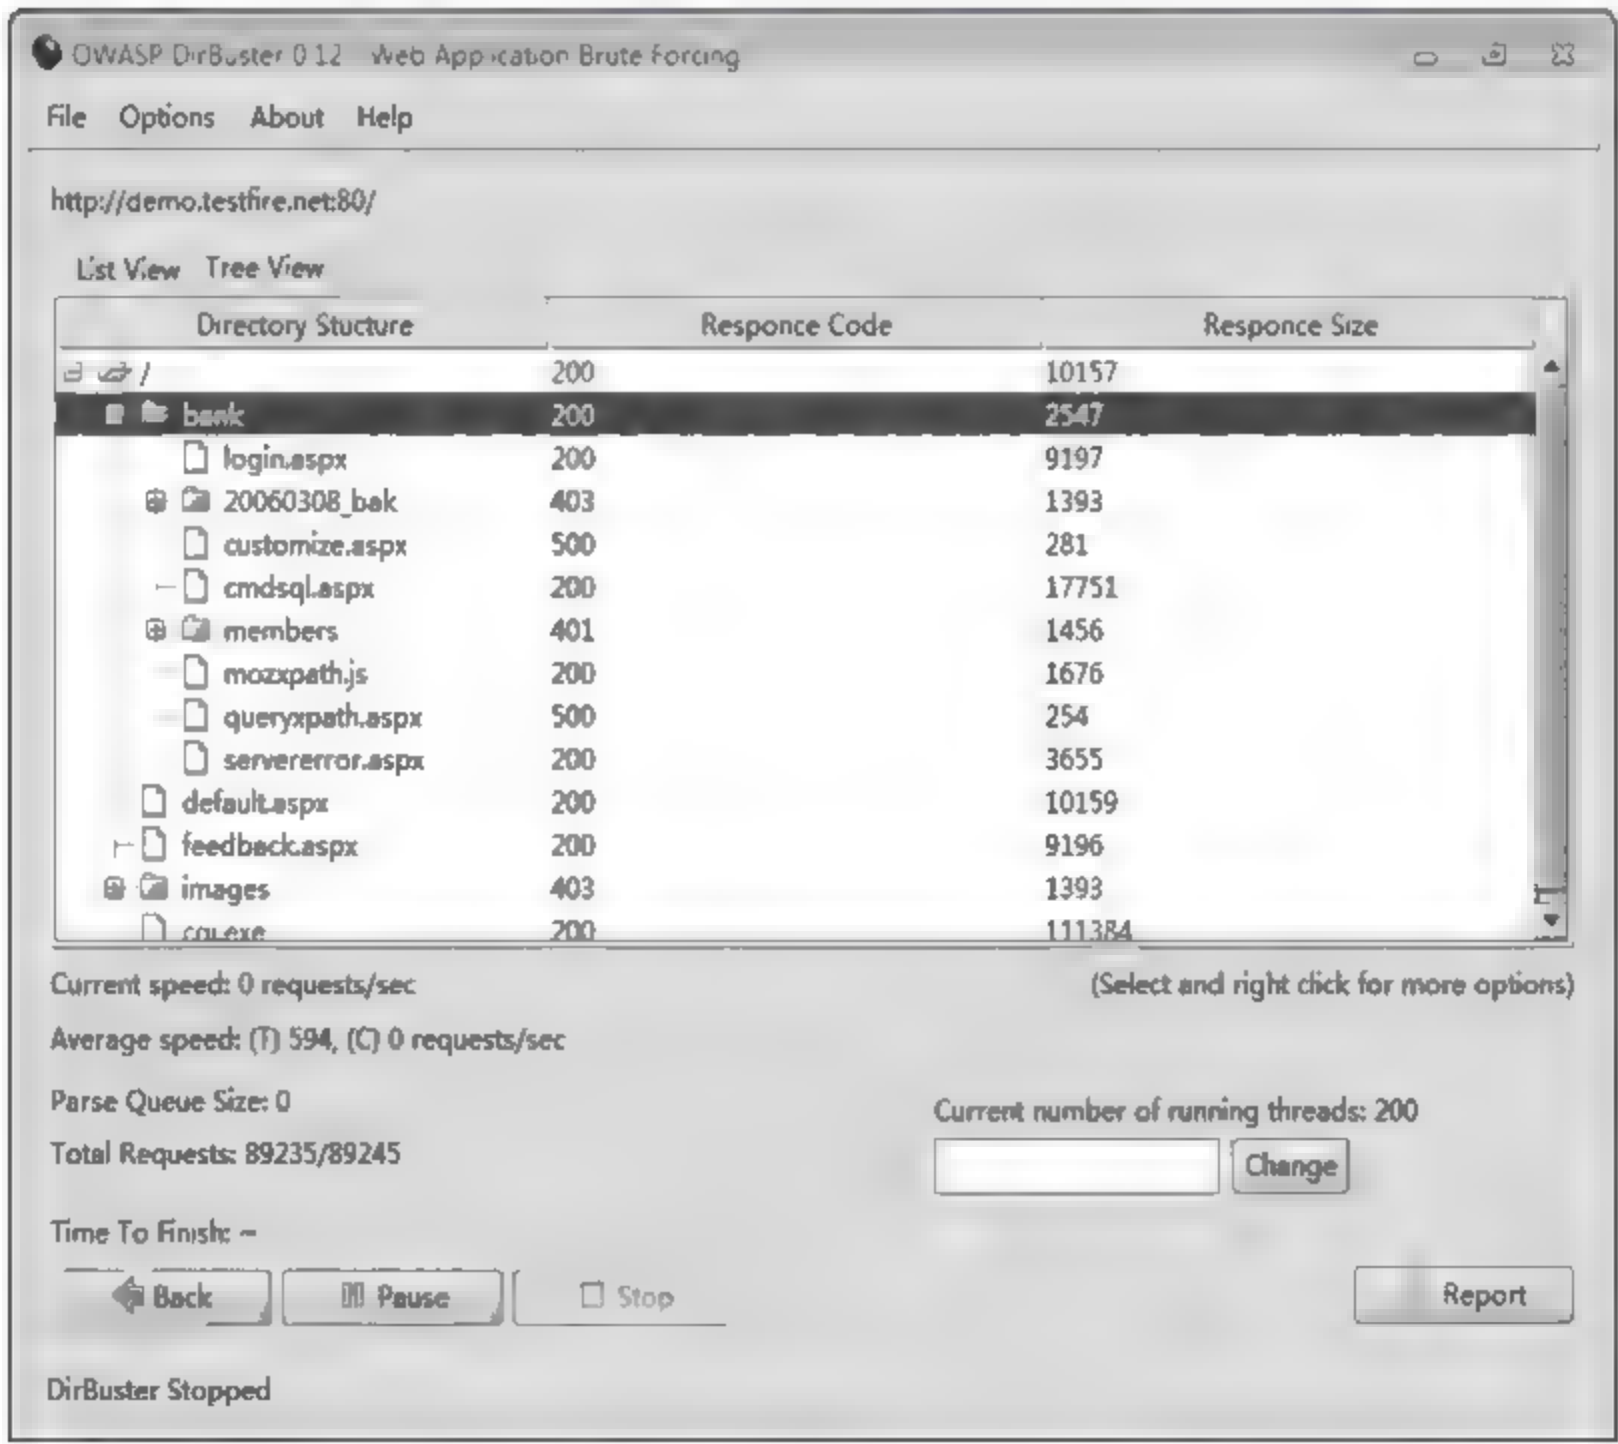 OWASP DirBuster 0.12 - Web Application Brute Forcing
File Options About Help
http://demo.testfire.net:80/
List View Tree View
Directory Stucture Responce Code Responce Size
/ 200 10157
bank 200 2547
login.aspx 200 9197
20060308_bak 403 1393
customize.aspx 500 281
cmdsql.aspx 200 17751
members 401 1456
mozxpath.js 200 1676
queryxpath.aspx 500 254
servererror.aspx 200 3655
default.aspx 200 10159
feedback.aspx 200 9196
images 403 1393
cgi.exe 200 111384
Current speed: 0 requests/sec (Select and right click for more options)
Average speed: (T) 594, (C) 0 requests/sec
Parse Queue Size: 0
Current number of running threads: 200
Total Requests: 89235/89245
Change
Time To Finish: ~
Back Pause Stop Report
DirBuster Stopped